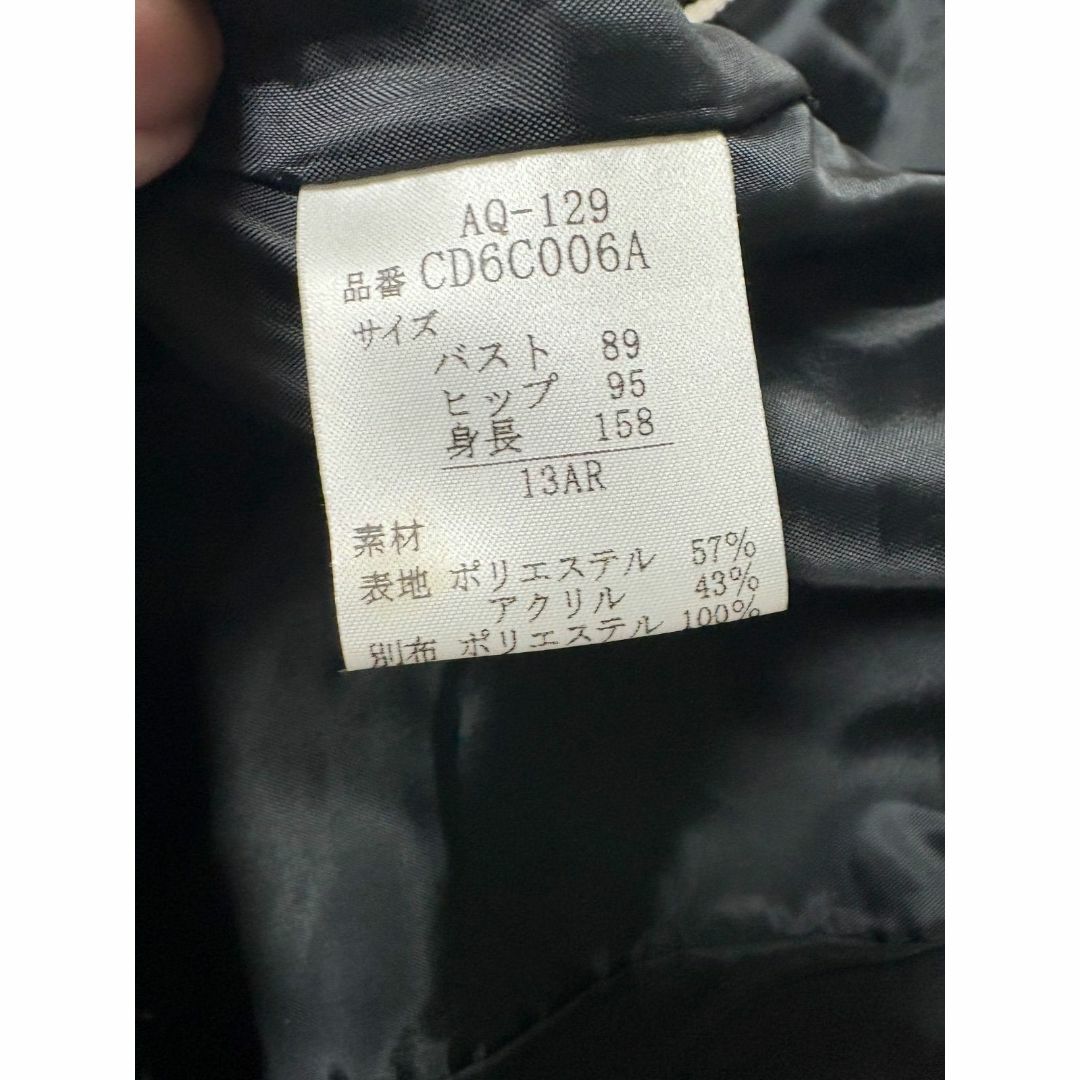 AQ-129
品番 CD6C006A
サイズ
バスト 89
ヒップ 95
身長 158
13AR
素材
表地 ポリエステル 57%
アクリル 43%
別布 ポリエステル 100%